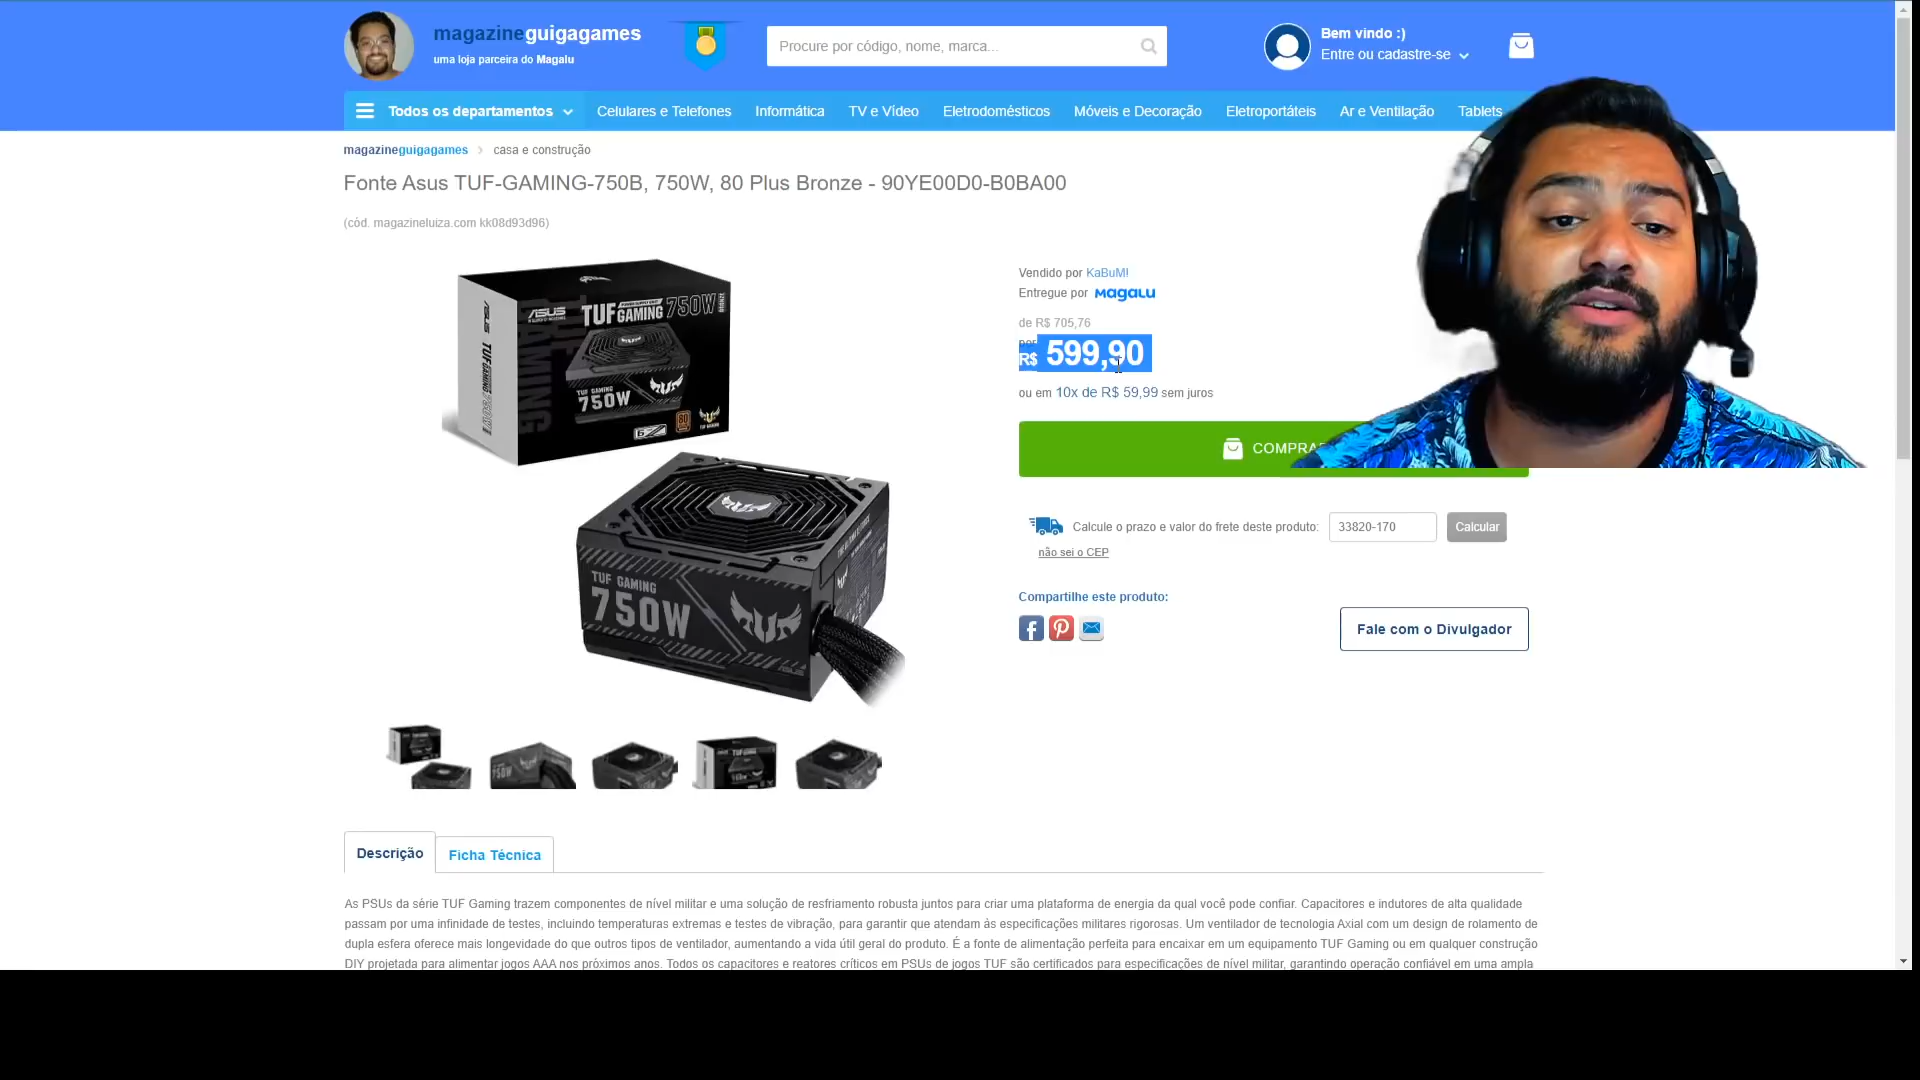 magazineguigagames
uma loja parceira do Magalu
Procure por código, nome, marca...
Bem vindo :)
Entre ou cadastre-se
Todos os departamentos
Celulares e Telefones
Informática
TV e Vídeo
Eletrodomésticos
Móveis e Decoração
Eletroportáteis
Ar e Ventilação
Tablets
magazineguigagames > casa e construção
Fonte Asus TUF-GAMING-750B, 750W, 80 Plus Bronze - 90YE00D0-B0BA00
(cód. magazineluiza.com kk08d93d96)
ASUS
TUF GAMING 750W
POWER SUPPLY UNIT
BRONZE
ASUS
TUF GAMING
TUF GAMING
750W
TUF GAMING
750W
Vendido por KaBuM!
Entregue por magalu
de R$ 705,76
por
R$ 599,90
ou em 10x de R$ 59,99 sem juros
COMPRAR
Calcule o prazo e valor do frete deste produto:
33820-170
Calcular
não sei o CEP
Compartilhe este produto:
Fale com o Divulgador
Descrição
Ficha Técnica
As PSUs da série TUF Gaming trazem componentes de nível militar e uma solução de resfriamento robusta juntos para criar uma plataforma de energia da qual você pode confiar. Capacitores e indutores de alta qualidade
passam por uma infinidade de testes, incluindo temperaturas extremas e testes de vibração, para garantir que atendam às especificações militares rigorosas. Um ventilador de tecnologia Axial com um design de rolamento de
dupla esfera oferece mais longevidade do que outros tipos de ventilador, aumentando a vida útil geral do produto. É a fonte de alimentação perfeita para encaixar em um equipamento TUF Gaming ou em qualquer construção
DIY projetada para alimentar jogos AAA nos próximos anos. Todos os capacitores e reatores críticos em PSUs de jogos TUF são certificados para especificações de nível militar, garantindo operação confiável em uma ampla